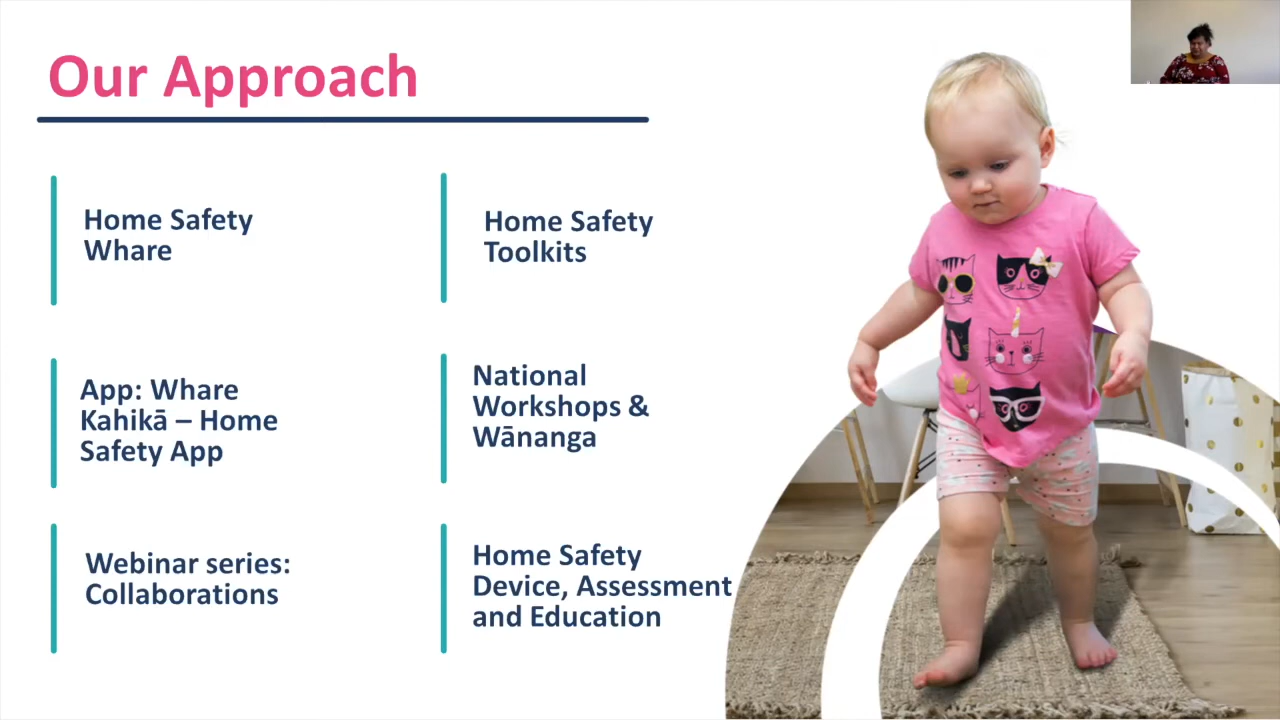 Our Approach
Home Safety
Whare
Home Safety
Toolkits
App: Whare
Kahikā – Home
Safety App
National
Workshops &
Wānanga
Webinar series:
Collaborations
Home Safety
Device, Assessment
and Education